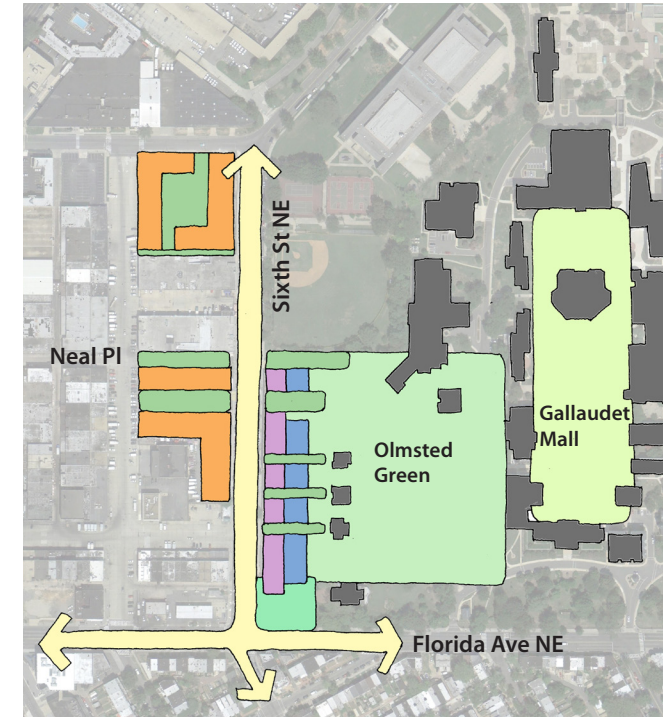 Sixth St NE
Neal Pl
Gallaudet
Mall
Olmsted
Green
Florida Ave NE